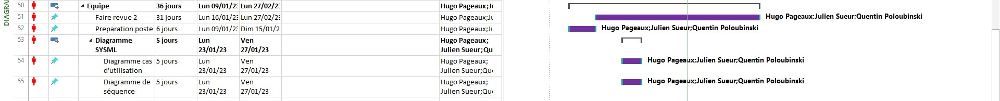 DIAGRA
50 Equipe 36 jours Lun 09/01/23 Lun 27/02/23 Hugo Pageaux;Ju
51 Faire revue 2 31 jours Lun 16/01/23 Lun 27/02/23 Hugo Pageaux;Ju Hugo Pageaux;Julien Sueur;Quentin Poloubinski
52 Preparation poste 6 jours Lun 09/01/23 Dim 15/01/2 Hugo Pageaux;Ju Hugo Pageaux;Julien Sueur;Quentin Poloubinski
53 Diagramme 5 jours Lun Ven Hugo Pageaux;
SYSML 23/01/23 27/01/23 Julien Sueur;Qu
54 Diagramme cas 5 jours Lun Ven Hugo Pageaux; Hugo Pageaux;Julien Sueur;Quentin Poloubinski
d'utilisation 23/01/23 27/01/23 Julien Sueur;Que
55 Diagramme de 5 jours Lun Ven Hugo Pageaux; Hugo Pageaux;Julien Sueur;Quentin Poloubinski
séquence 23/01/23 27/01/23 Julien Sueur;Que